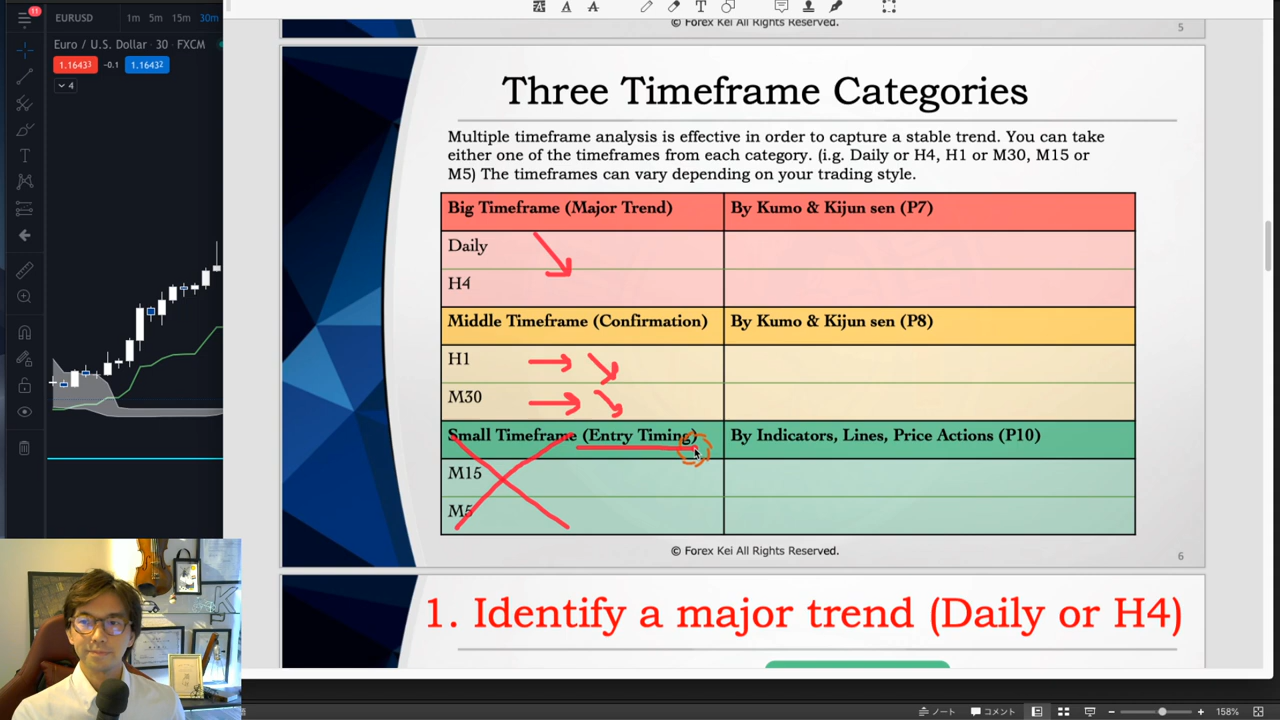 11
EURUSD
1m 5m 15m 30m
Euro / U.S. Dollar · 30 · FXCM
1.16433 -0.1 1.16432
4
© Forex Kei All Rights Reserved.
5
Three Timeframe Categories
Multiple timeframe analysis is effective in order to capture a stable trend. You can take
either one of the timeframes from each category. (i.g. Daily or H4, H1 or M30, M15 or
M5) The timeframes can vary depending on your trading style.
Big Timeframe (Major Trend) By Kumo & Kijun sen (P7)
Daily
H4
Middle Timeframe (Confirmation) By Kumo & Kijun sen (P8)
H1
M30
Small Timeframe (Entry Timing) By Indicators, Lines, Price Actions (P10)
M15
M5
© Forex Kei All Rights Reserved.
6
1. Identify a major trend (Daily or H4)
ノート コメント 158%